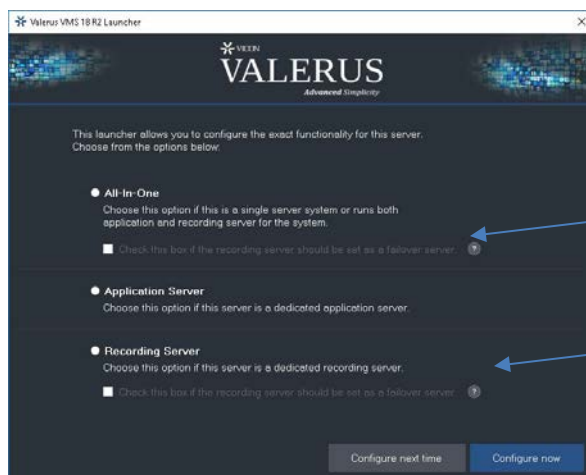 Valerus VMS 18 R2 Launcher
VICON
VALERUS
Advanced Simplicity
This launcher allows you to configure the exact functionality for this server.
Choose from the options below:
All-In-One
Choose this option if this is a single server system or runs both
application and recording server for the system.
Check this box if the recording server should be set as a failover server. ?
Application Server
Choose this option if this server is a dedicated application server.
Recording Server
Choose this option if this server is a dedicated recording server.
Check this box if the recording server should be set as a failover server. ?
Configure next time
Configure now